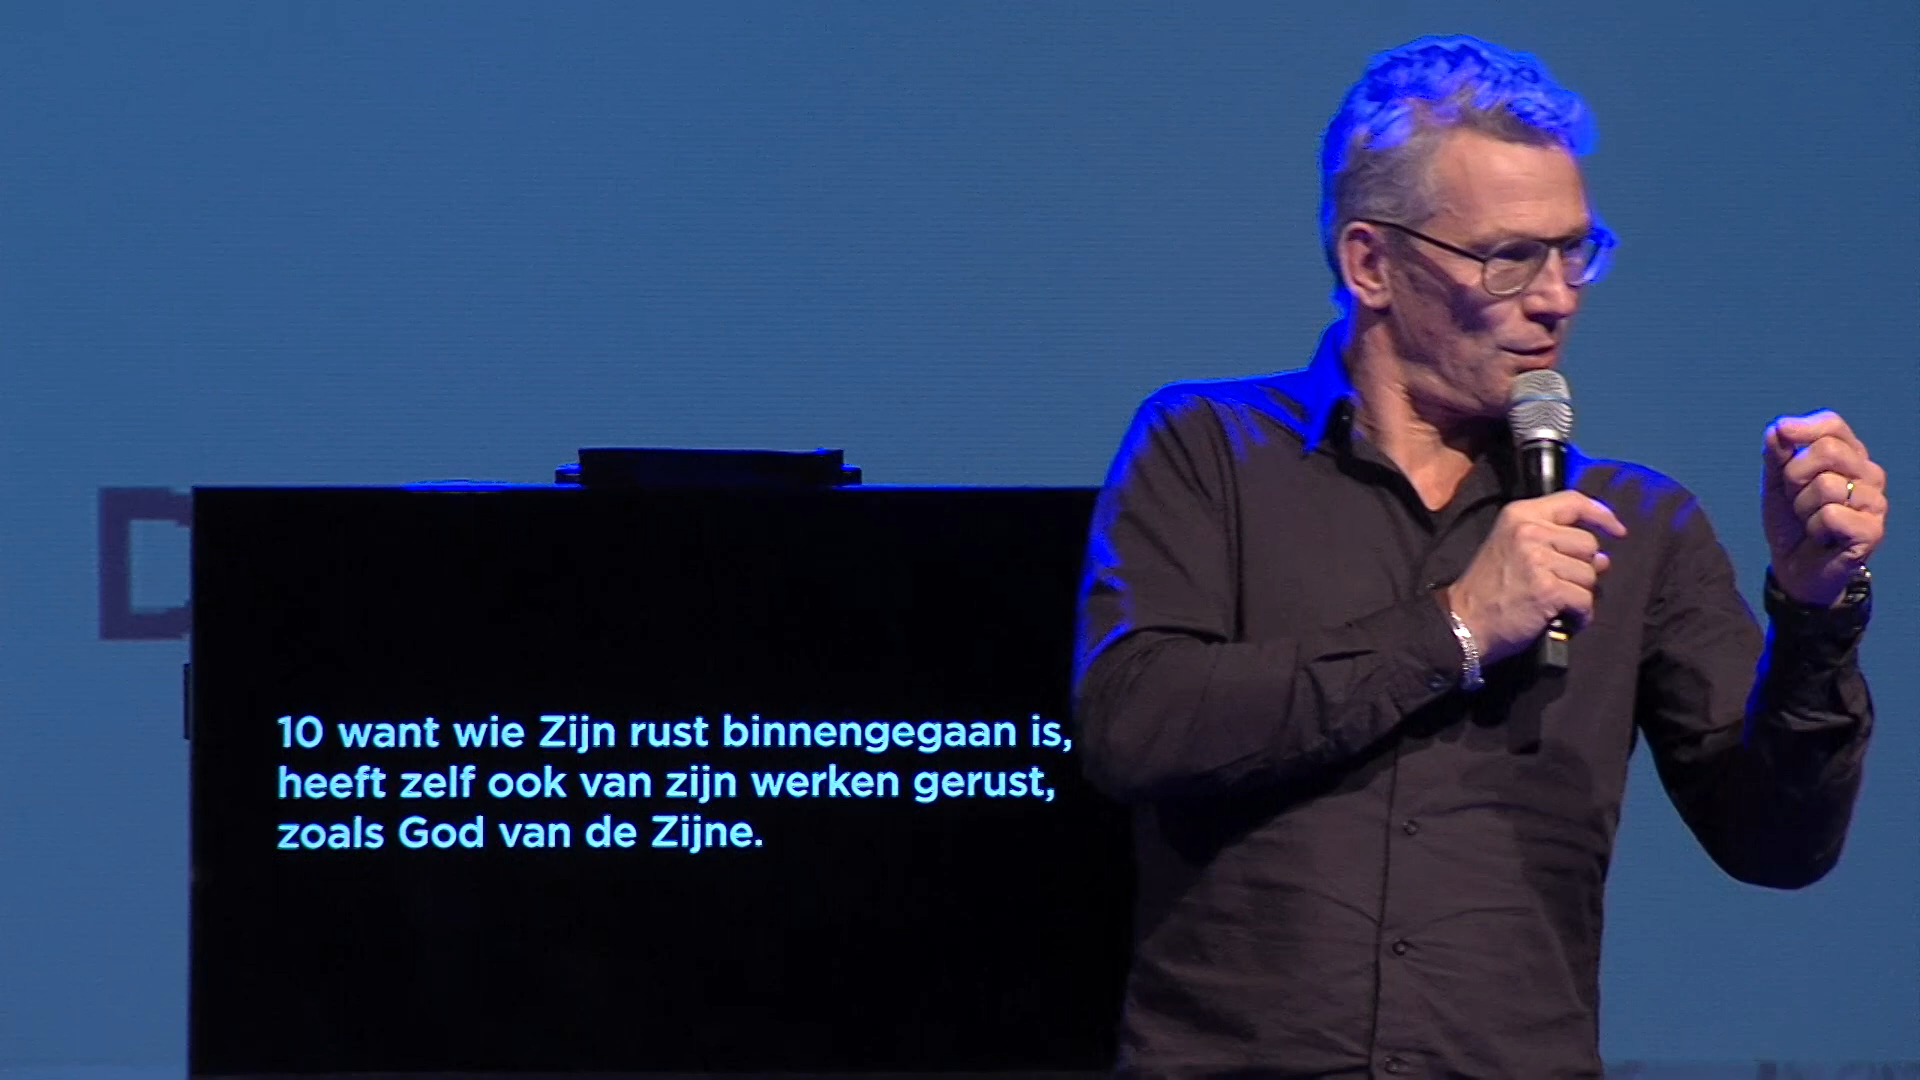 10 want wie Zijn rust binnengegaan is,
heeft zelf ook van zijn werken gerust,
zoals God van de Zijne.